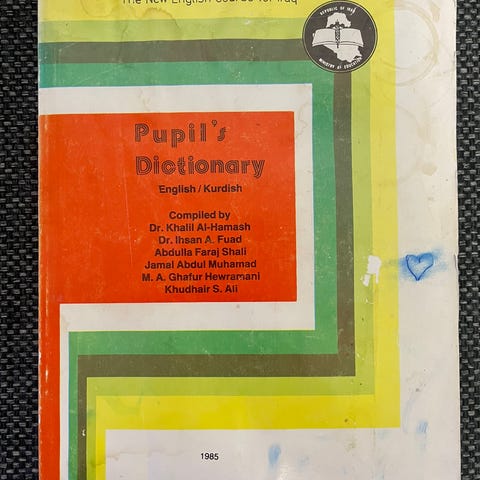 The New English Course for Iraq
REPUBLIC OF IRAQ
MINISTRY OF EDUCATION
Pupil's
Dictionary
English / Kurdish
Compiled by
Dr. Khalil Al-Hamash
Dr. Ihsan A. Fuad
Abdulla Faraj Shali
Jamal Abdul Muhamad
M. A. Ghafur Hewramani
Khudhair S. Ali
1985